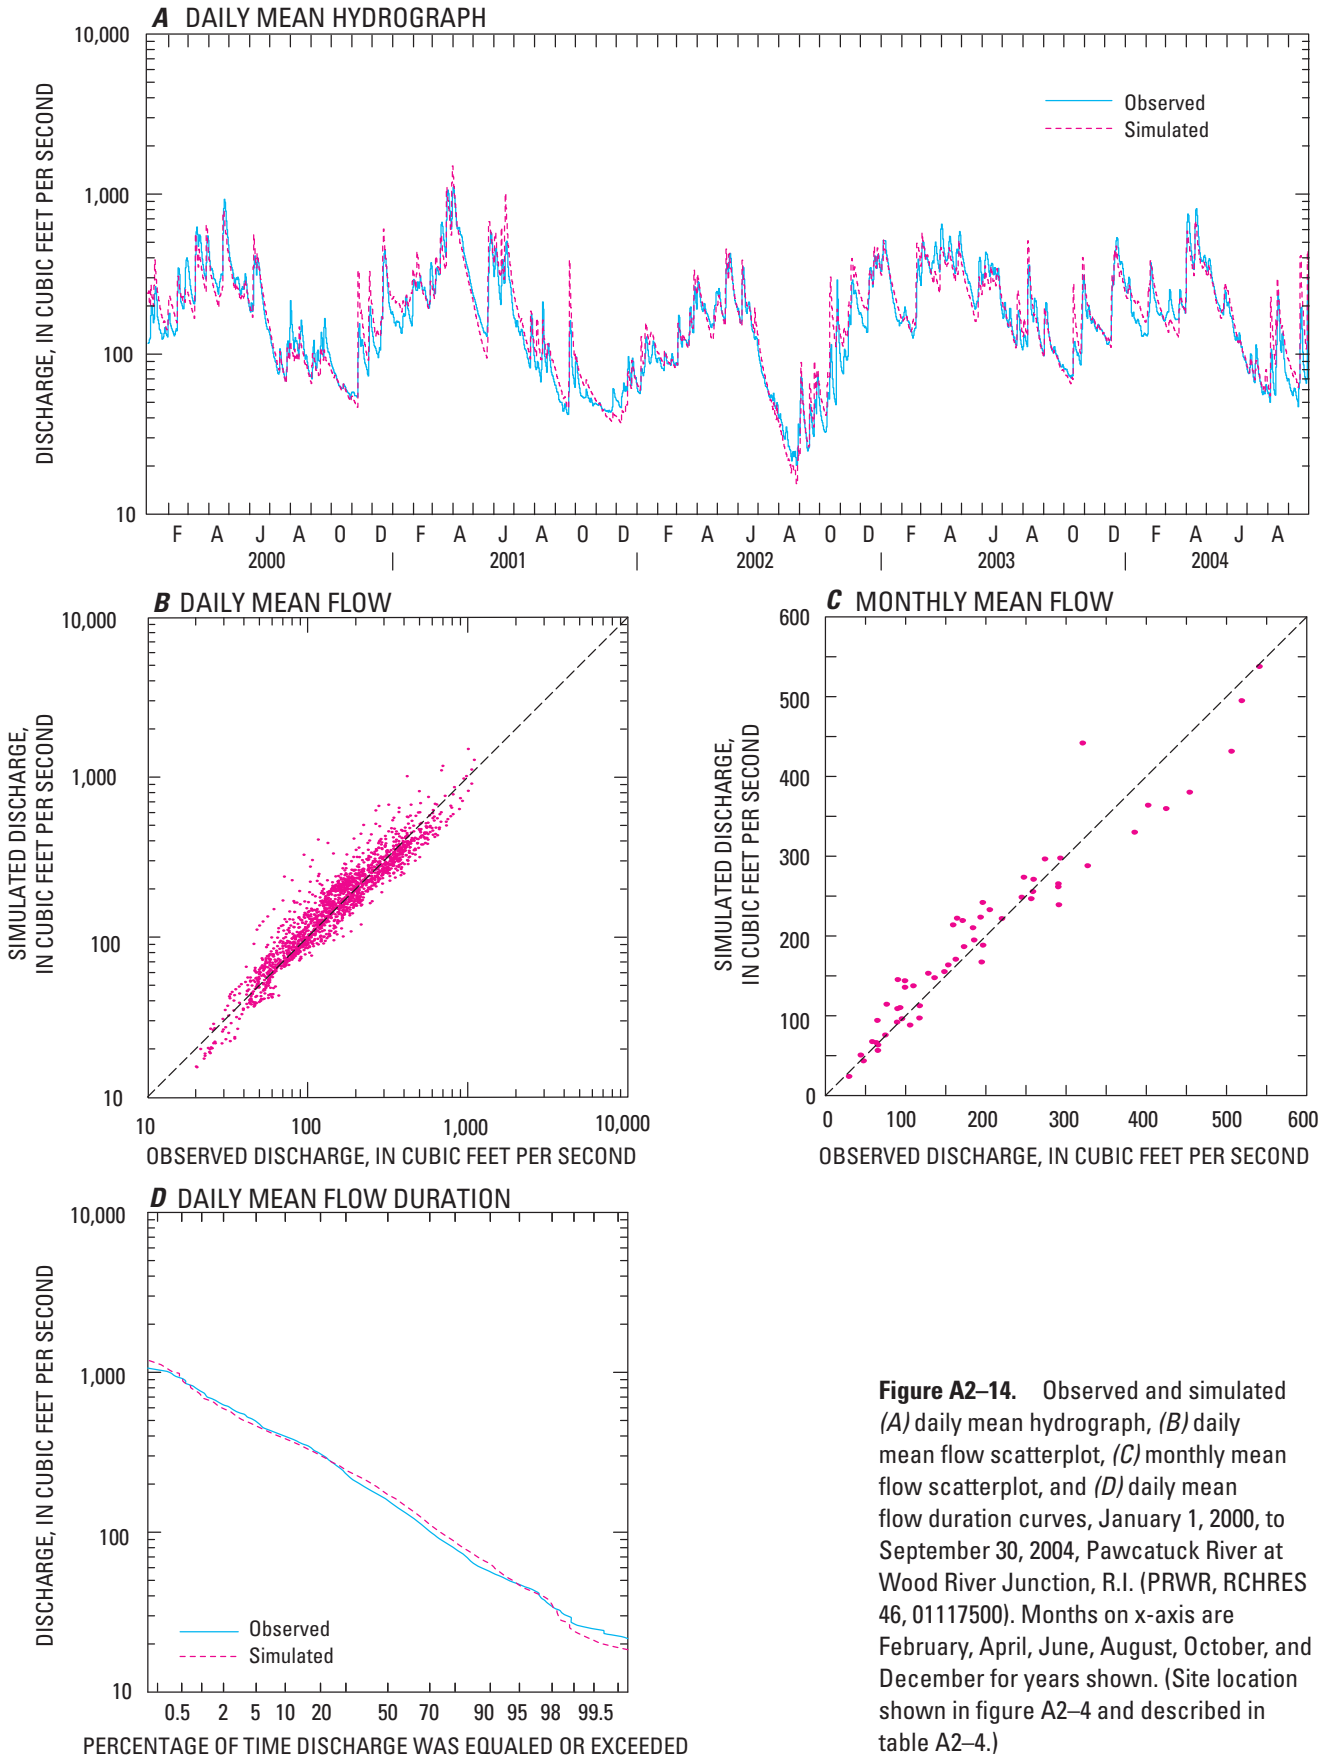 A DAILY MEAN HYDROGRAPH
DISCHARGE, IN CUBIC FEET PER SECOND
10,000
1,000
100
10
Observed
Simulated
F A J A O D F A J A O D F A J A O D F A J A O D F A J A
2000 | 2001 | 2002 | 2003 | 2004
B DAILY MEAN FLOW
SIMULATED DISCHARGE,
IN CUBIC FEET PER SECOND
10,000
1,000
100
10
10 100 1,000 10,000
OBSERVED DISCHARGE, IN CUBIC FEET PER SECOND
C MONTHLY MEAN FLOW
SIMULATED DISCHARGE,
IN CUBIC FEET PER SECOND
600
500
400
300
200
100
0
0 100 200 300 400 500 600
OBSERVED DISCHARGE, IN CUBIC FEET PER SECOND
D DAILY MEAN FLOW DURATION
DISCHARGE, IN CUBIC FEET PER SECOND
10,000
1,000
100
10
Observed
Simulated
0.5 2 5 10 20 50 70 90 95 98 99.5
PERCENTAGE OF TIME DISCHARGE WAS EQUALED OR EXCEEDED
Figure A2–14. Observed and simulated
(A) daily mean hydrograph, (B) daily
mean flow scatterplot, (C) monthly mean
flow scatterplot, and (D) daily mean
flow duration curves, January 1, 2000, to
September 30, 2004, Pawcatuck River at
Wood River Junction, R.I. (PRWR, RCHRES
46, 01117500). Months on x-axis are
February, April, June, August, October, and
December for years shown. (Site location
shown in figure A2–4 and described in
table A2–4.)